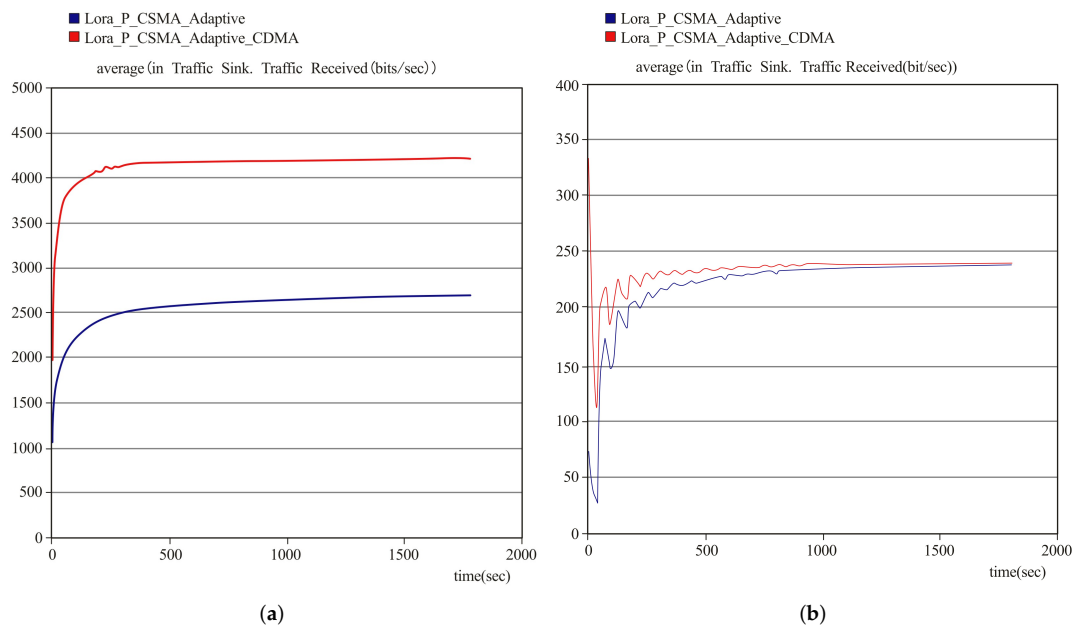 Lora_P_CSMA_Adaptive
Lora_P_CSMA_Adaptive_CDMA
average(in Traffic Sink. Traffic Received(bits/sec))
5000
4500
4000
3500
3000
2500
2000
1500
1000
500
0
0 500 1000 1500 2000
time(sec)
(a)
Lora_P_CSMA_Adaptive
Lora_P_CSMA_Adaptive_CDMA
average(in Traffic Sink. Traffic Received(bit/sec))
400
350
300
250
200
150
100
50
0
0 500 1000 1500 2000
time(sec)
(b)